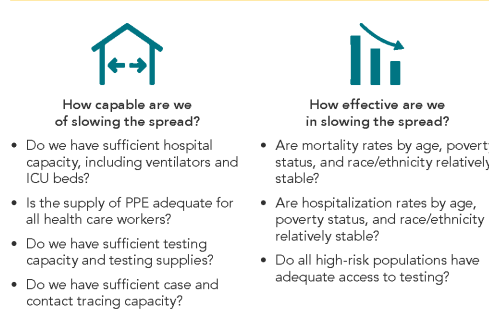 How capable are we
of slowing the spread?
• Do we have sufficient hospital
capacity, including ventilators and
ICU beds?
• Is the supply of PPE adequate for
all health care workers?
• Do we have sufficient testing
capacity and testing supplies?
• Do we have sufficient case and
contact tracing capacity?
How effective are we
in slowing the spread?
• Are mortality rates by age, poverty
status, and race/ethnicity relatively
stable?
• Are hospitalization rates by age,
poverty status, and race/ethnicity
relatively stable?
• Do all high-risk populations have
adequate access to testing?